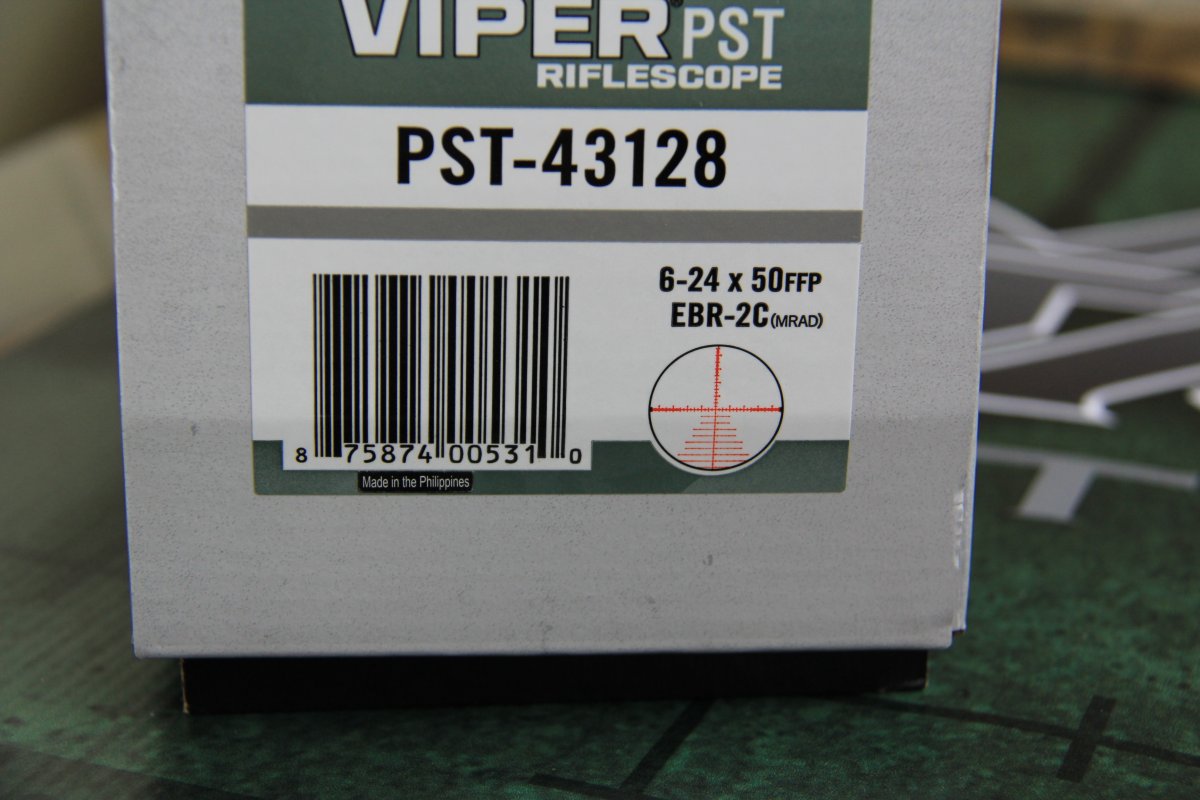 VIPER® PST
RIFLESCOPE
PST-43128
6-24 x 50FFP
EBR-2C(MRAD)
8 75874 00531 0
Made in the Philippines